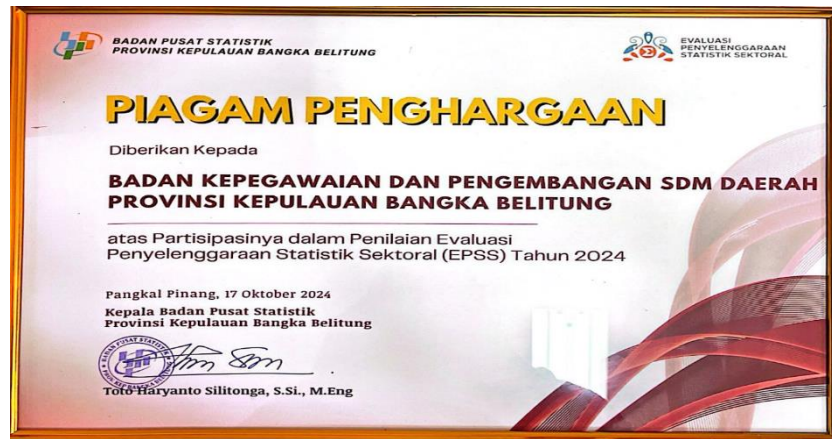 BADAN PUSAT STATISTIK
PROVINSI KEPULAUAN BANGKA BELITUNG
EVALUASI
PENYELENGGARAAN
STATISTIK SEKTORAL
PIAGAM PENGHARGAAN
Diberikan Kepada
BADAN KEPEGAWAIAN DAN PENGEMBANGAN SDM DAERAH
PROVINSI KEPULAUAN BANGKA BELITUNG
atas Partisipasinya dalam Penilaian Evaluasi
Penyelenggaraan Statistik Sektoral (EPSS) Tahun 2024
Pangkal Pinang, 17 Oktober 2024
Kepala Badan Pusat Statistik
Provinsi Kepulauan Bangka Belitung
Toto Haryanto Silitonga, S.Si., M.Eng